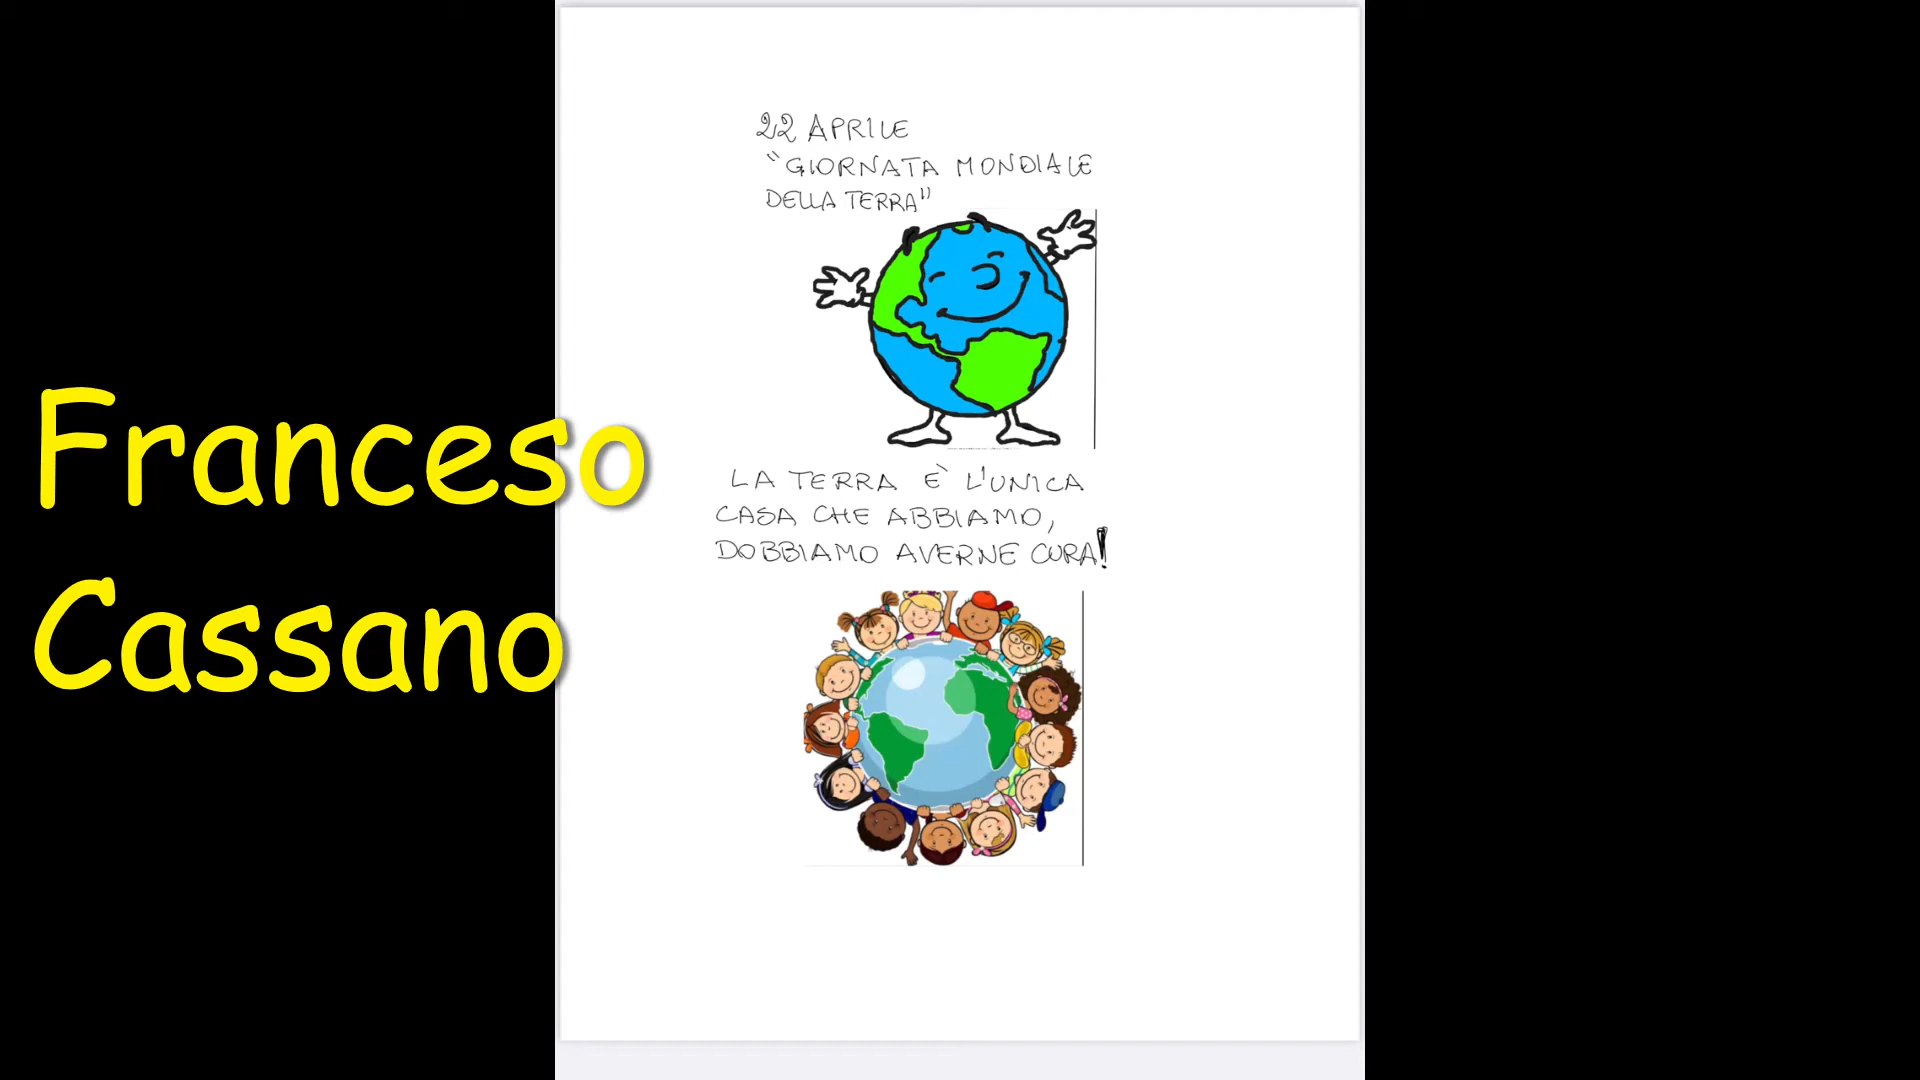 22 APRILE
"GIORNATA MONDIALE
DELLA TERRA"
Franceso
Cassano
LA TERRA È L'UNICA
CASA CHE ABBIAMO,
DOBBIAMO AVERNE CURA!